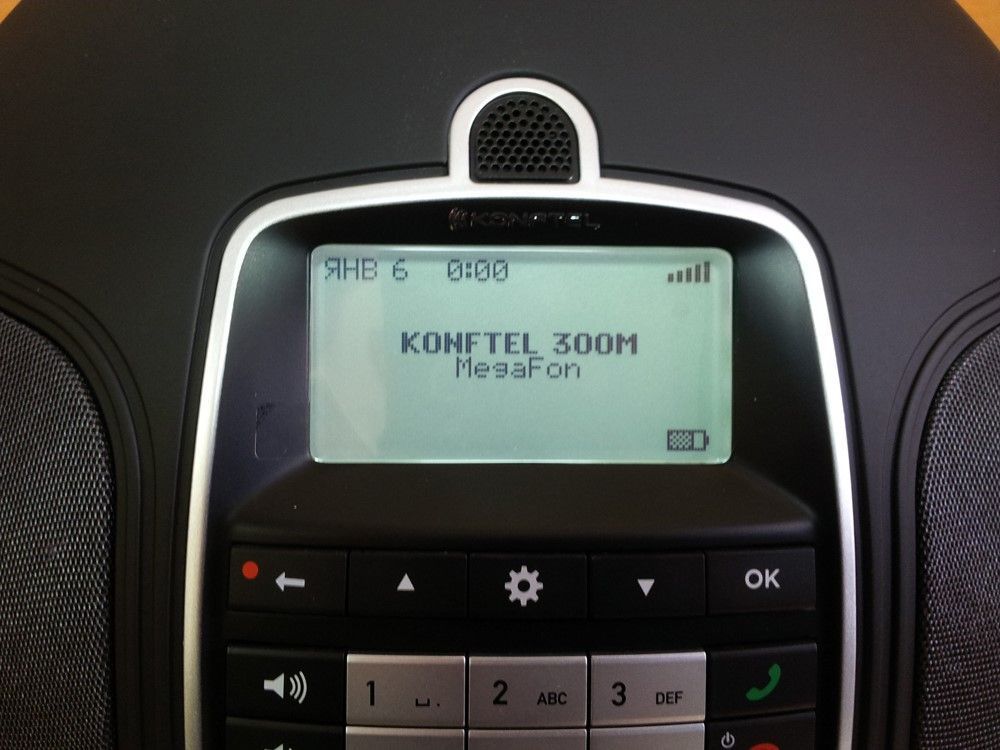 KONFTEL
ЯНВ 6 0:00
KONFTEL 300M
MegaFon
OK
1 2 ABC 3 DEF